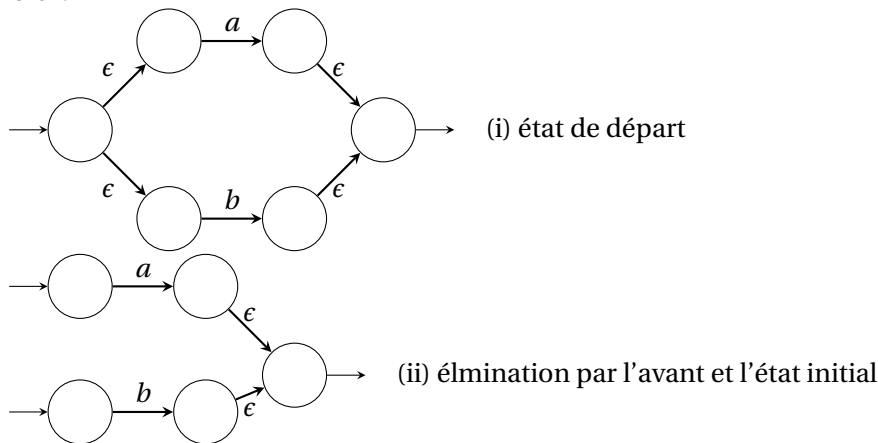 a
ϵ
ϵ
(i) état de départ
ϵ
ϵ
b
a
ϵ
(ii) élmination par l'avant et l'état initial
b
ϵ